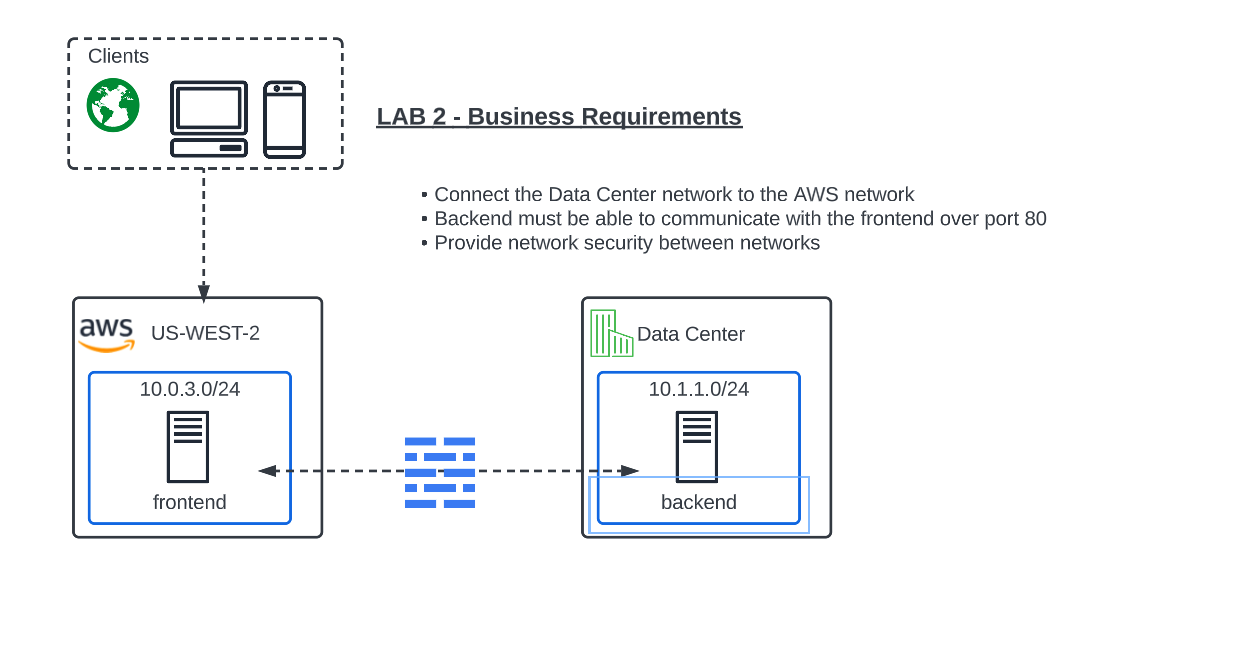 Clients
LAB 2 - Business Requirements
• Connect the Data Center network to the AWS network
• Backend must be able to communicate with the frontend over port 80
• Provide network security between networks
aws
US-WEST-2
Data Center
10.0.3.0/24
10.1.1.0/24
frontend
backend